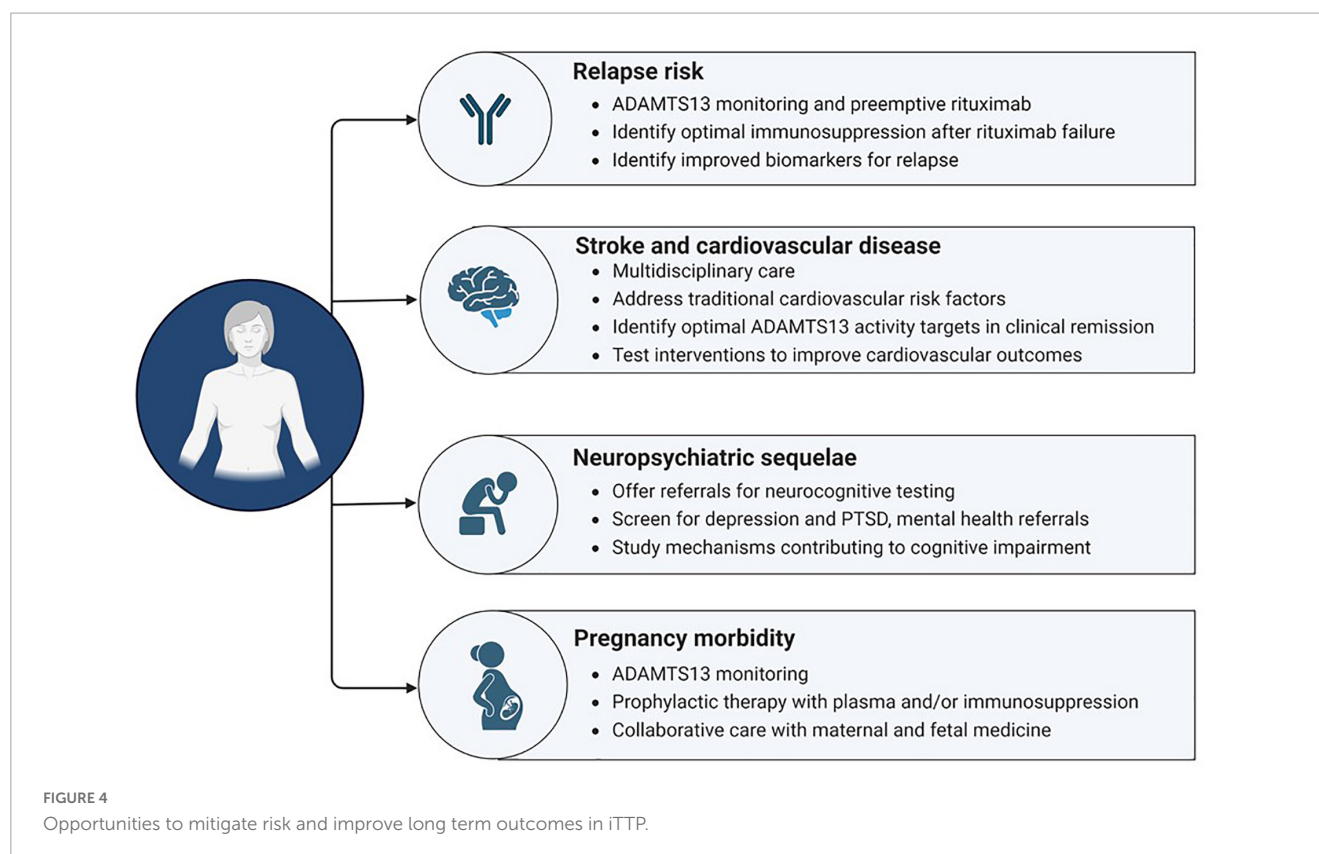 Relapse risk
• ADAMTS13 monitoring and preemptive rituximab
• Identify optimal immunosuppression after rituximab failure
• Identify improved biomarkers for relapse
Stroke and cardiovascular disease
• Multidisciplinary care
• Address traditional cardiovascular risk factors
• Identify optimal ADAMTS13 activity targets in clinical remission
• Test interventions to improve cardiovascular outcomes
Neuropsychiatric sequelae
• Offer referrals for neurocognitive testing
• Screen for depression and PTSD, mental health referrals
• Study mechanisms contributing to cognitive impairment
Pregnancy morbidity
• ADAMTS13 monitoring
• Prophylactic therapy with plasma and/or immunosuppression
• Collaborative care with maternal and fetal medicine
FIGURE 4
Opportunities to mitigate risk and improve long term outcomes in iTTP.